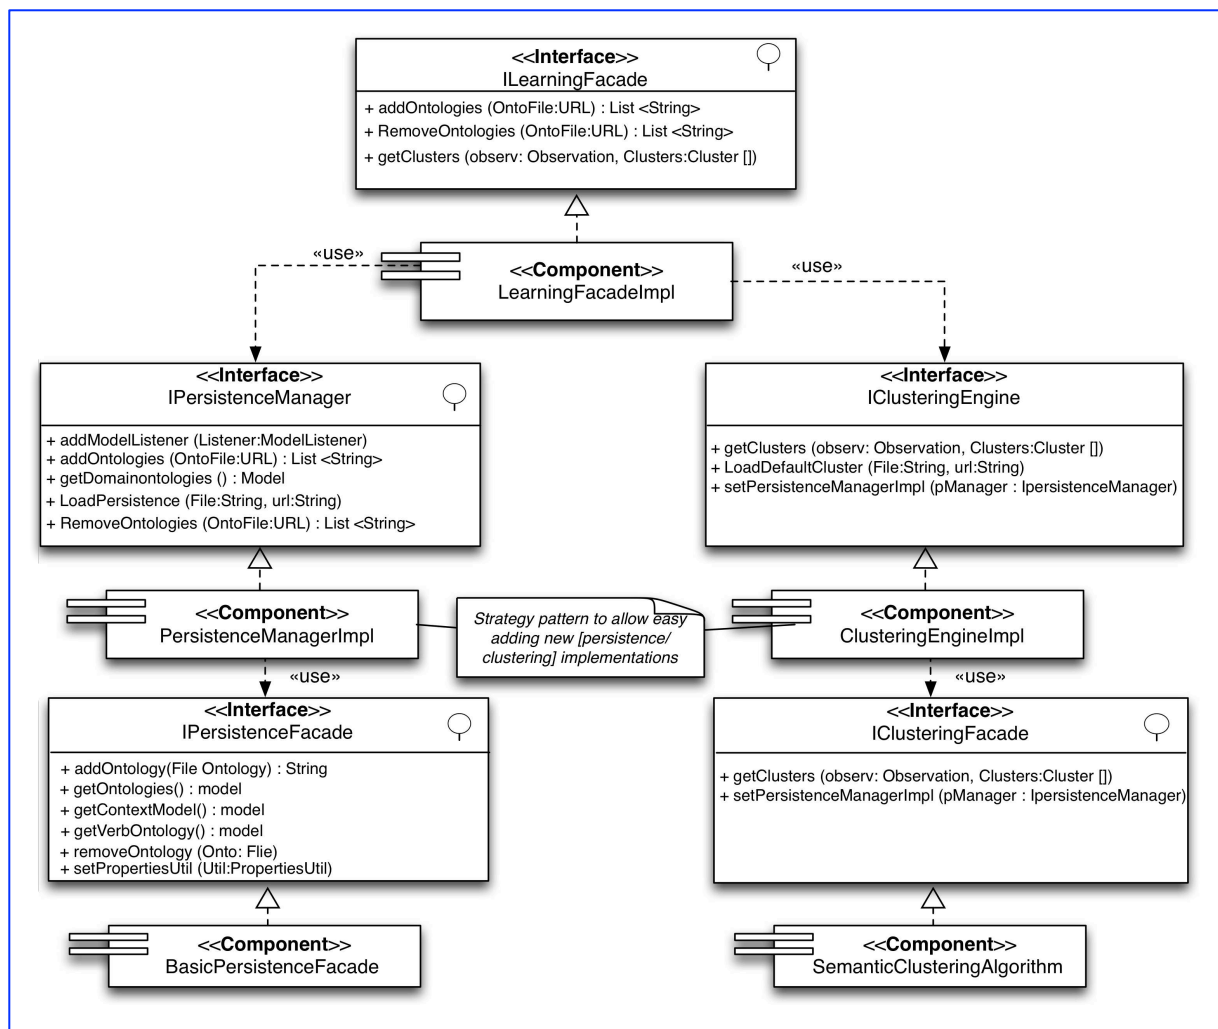 <<Interface>>
ILearningFacade
+ addOntologies (OntoFile:URL) : List <String>
+ RemoveOntologies (OntoFile:URL) : List <String>
+ getClusters (observ: Observation, Clusters:Cluster [])
«use»
<<Component>>
LearningFacadeImpl
«use»
<<Interface>>
IPersistenceManager
+ addModelListener (Listener:ModelListener)
+ addOntologies (OntoFile:URL) : List <String>
+ getDomainontologies () : Model
+ LoadPersistence (File:String, url:String)
+ RemoveOntologies (OntoFile:URL) : List <String>
<<Interface>>
IClusteringEngine
+ getClusters (observ: Observation, Clusters:Cluster [])
+ LoadDefaultCluster (File:String, url:String)
+ setPersistenceManagerImpl (pManager : IpersistenceManager)
<<Component>>
PersistenceManagerImpl
Strategy pattern to allow easy
adding new [persistence/
clustering] implementations
<<Component>>
ClusteringEngineImpl
«use»
«use»
<<Interface>>
IPersistenceFacade
+ addOntology(File Ontology) : String
+ getOntologies() : model
+ getContextModel() : model
+ getVerbOntology() : model
+ removeOntology (Onto: Flie)
+ setPropertiesUtil (Util:PropertiesUtil)
<<Interface>>
IClusteringFacade
+ getClusters (observ: Observation, Clusters:Cluster [])
+ setPersistenceManagerImpl (pManager : IpersistenceManager)
<<Component>>
BasicPersistenceFacade
<<Component>>
SemanticClusteringAlgorithm